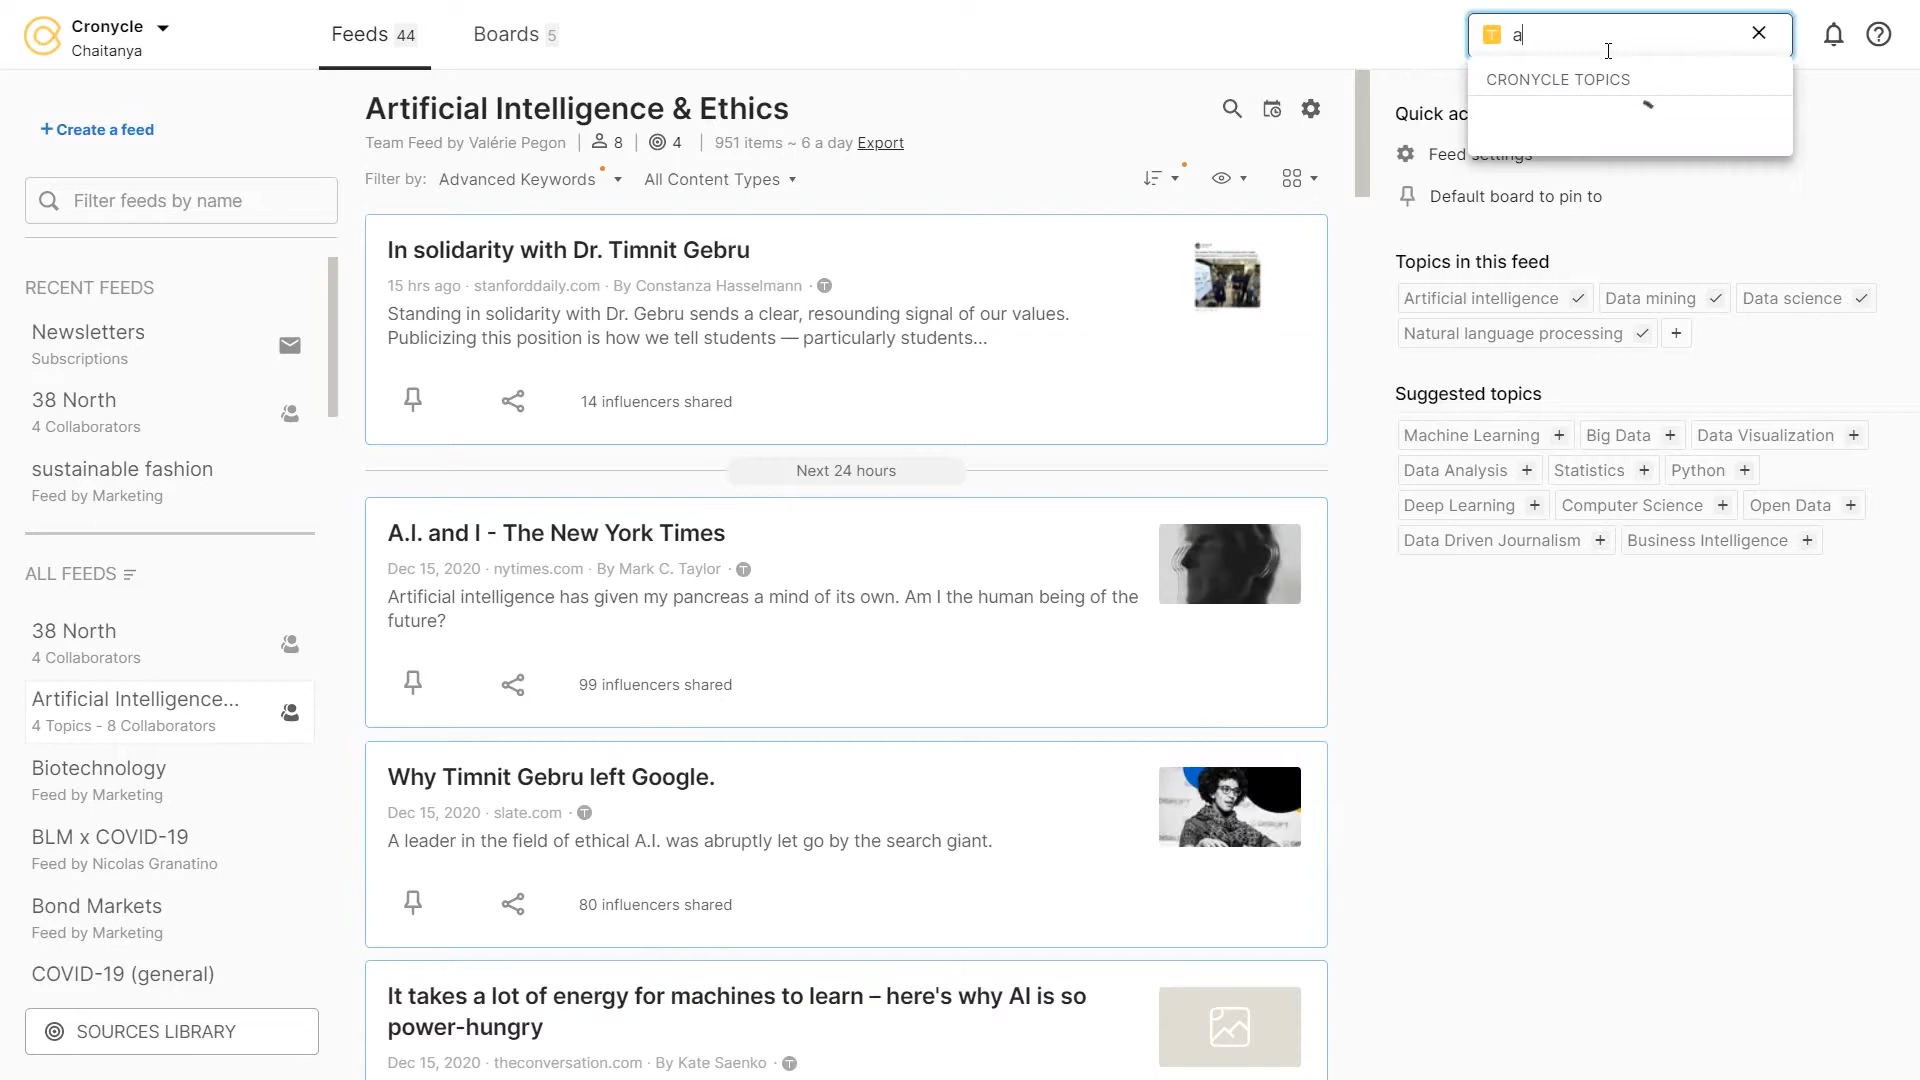 Cronycle
Chaitanya
Feeds 44
Boards 5
T a
CRONYCLE TOPICS
+ Create a feed
Filter feeds by name
RECENT FEEDS
Newsletters
Subscriptions
38 North
4 Collaborators
sustainable fashion
Feed by Marketing
ALL FEEDS
38 North
4 Collaborators
Artificial Intelligence...
4 Topics - 8 Collaborators
Biotechnology
Feed by Marketing
BLM x COVID-19
Feed by Nicolas Granatino
Bond Markets
Feed by Marketing
COVID-19 (general)
SOURCES LIBRARY
Artificial Intelligence & Ethics
Team Feed by Valérie Pegon | 8 | 4 | 951 items ~ 6 a day Export
Filter by: Advanced Keywords All Content Types
In solidarity with Dr. Timnit Gebru
15 hrs ago · stanforddaily.com · By Constanza Hasselmann · T
Standing in solidarity with Dr. Gebru sends a clear, resounding signal of our values.
Publicizing this position is how we tell students — particularly students...
14 influencers shared
Next 24 hours
A.I. and I - The New York Times
Dec 15, 2020 · nytimes.com · By Mark C. Taylor · T
Artificial intelligence has given my pancreas a mind of its own. Am I the human being of the
future?
99 influencers shared
Why Timnit Gebru left Google.
Dec 15, 2020 · slate.com · T
A leader in the field of ethical A.I. was abruptly let go by the search giant.
80 influencers shared
It takes a lot of energy for machines to learn – here's why AI is so
power-hungry
Dec 15, 2020 · theconversation.com · By Kate Saenko · T
Quick ac
Feed settings
Default board to pin to
Topics in this feed
Artificial intelligence Data mining Data science
Natural language processing +
Suggested topics
Machine Learning + Big Data + Data Visualization +
Data Analysis + Statistics + Python +
Deep Learning + Computer Science + Open Data +
Data Driven Journalism + Business Intelligence +